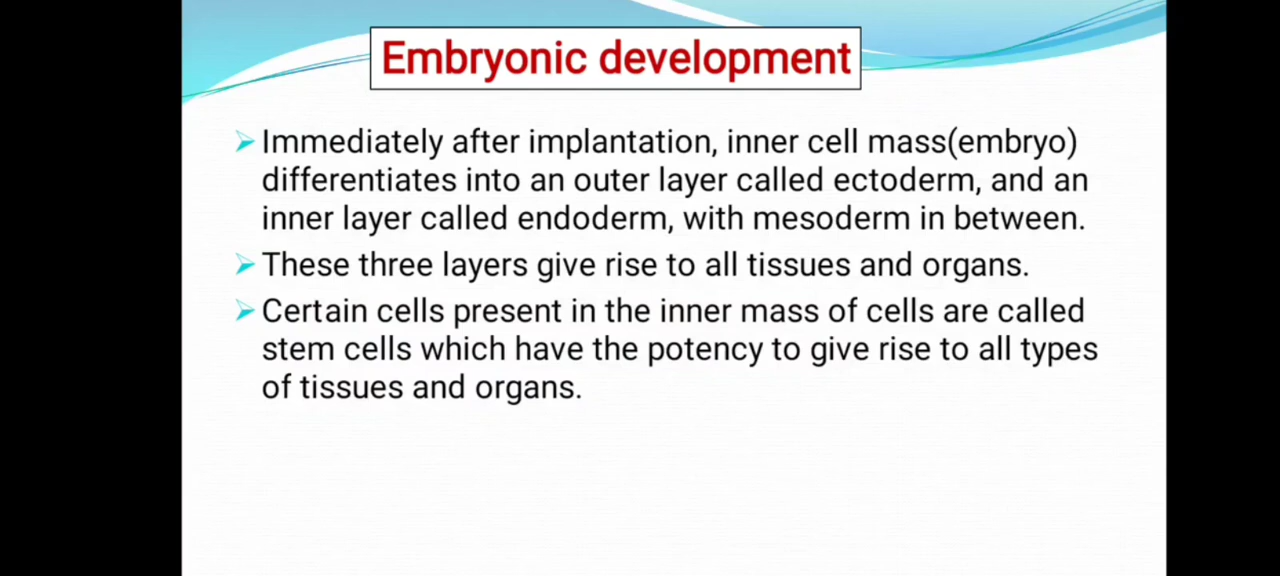 Embryonic development
Immediately after implantation, inner cell mass(embryo)
differentiates into an outer layer called ectoderm, and an
inner layer called endoderm, with mesoderm in between.
These three layers give rise to all tissues and organs.
Certain cells present in the inner mass of cells are called
stem cells which have the potency to give rise to all types
of tissues and organs.